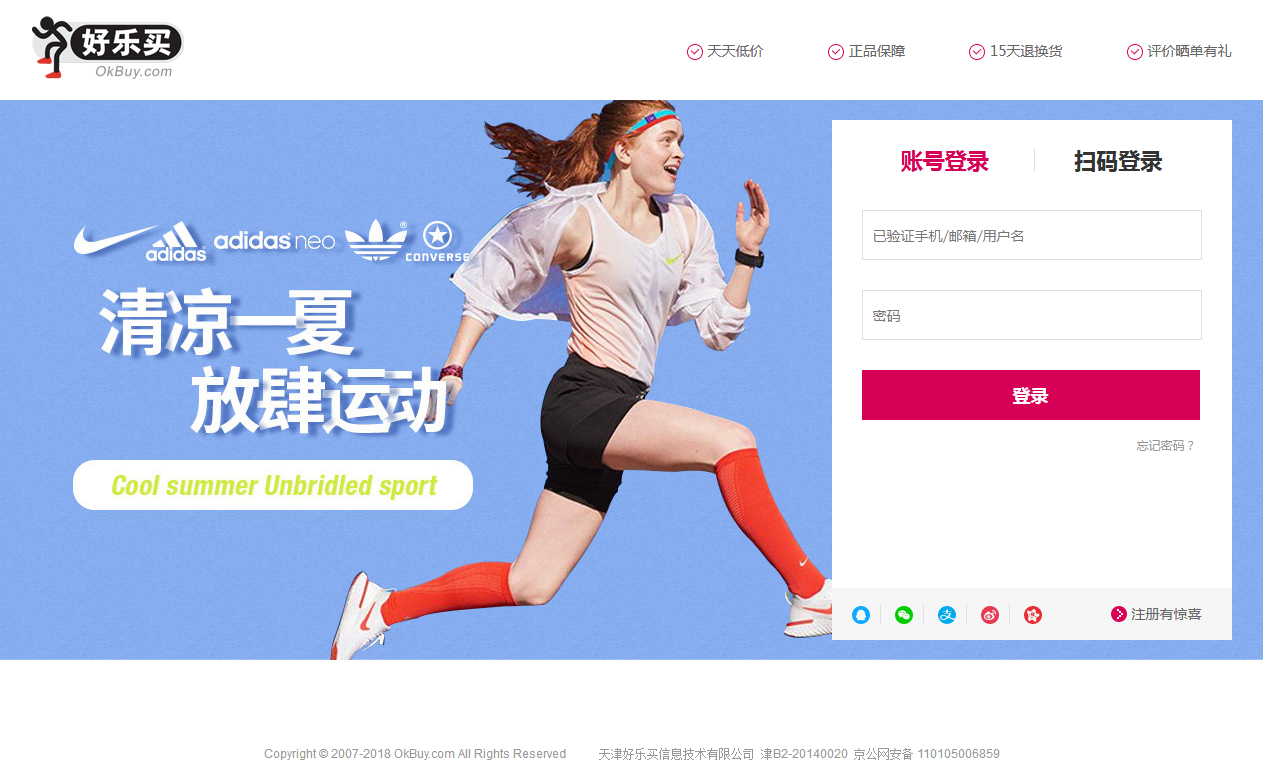 好乐买
OkBuy.com
天天低价
正品保障
15天退换货
评价晒单有礼
账号登录
扫码登录
adidas
adidas neo
CONVERSE
清凉一夏
放肆运动
Cool summer Unbridled sport
已验证手机/邮箱/用户名
密码
登录
忘记密码？
注册有惊喜
Copyright © 2007-2018 OkBuy.com All Rights Reserved 天津好乐买信息技术有限公司 津B2-20140020 京公网安备 110105006859